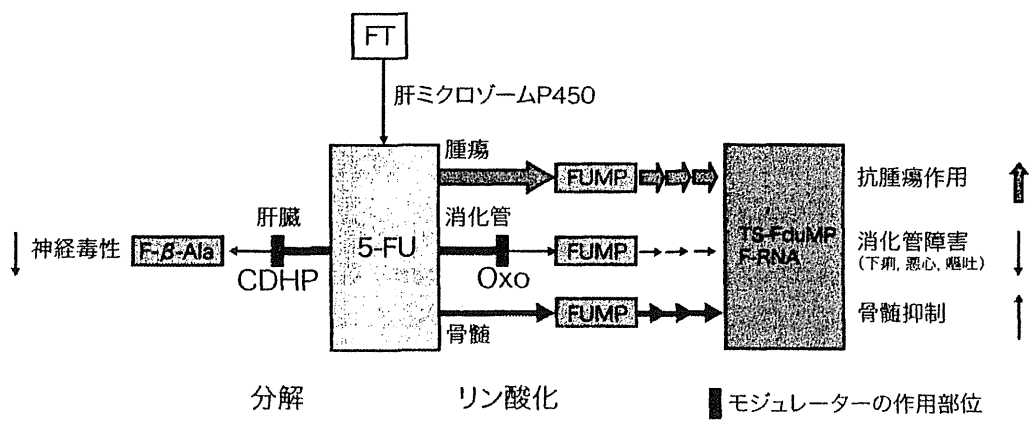 FT
肝ミクロゾームP450
腫瘍
FUMP
抗腫瘍作用
肝臓
消化管
神経毒性
F-β-Ala
CDHP
5-FU
Oxo
FUMP
TS-FduMP
F-RNA
消化管障害
(下痢, 悪心, 嘔吐)
骨髄
FUMP
骨髄抑制
分解
リン酸化
モジュレーターの作用部位